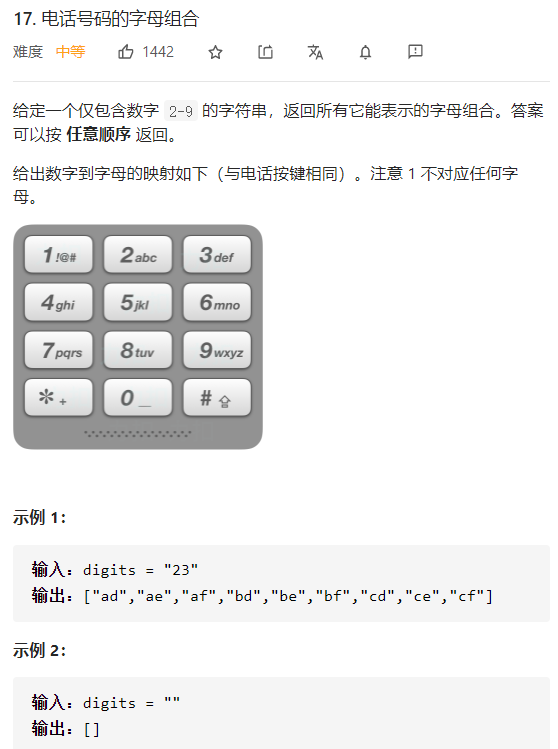 17. 电话号码的字母组合
难度 中等 1442
给定一个仅包含数字 2-9 的字符串，返回所有它能表示的字母组合。答案
可以按 任意顺序 返回。
给出数字到字母的映射如下（与电话按键相同）。注意 1 不对应任何字
母。
1 !@# 2 abc 3 def
4 ghi 5 jkl 6 mno
7 pqrs 8 tuv 9 wxyz
* + 0 _ #
示例 1：
输入：digits = "23"
输出：["ad","ae","af","bd","be","bf","cd","ce","cf"]
示例 2：
输入：digits = ""
输出：[]